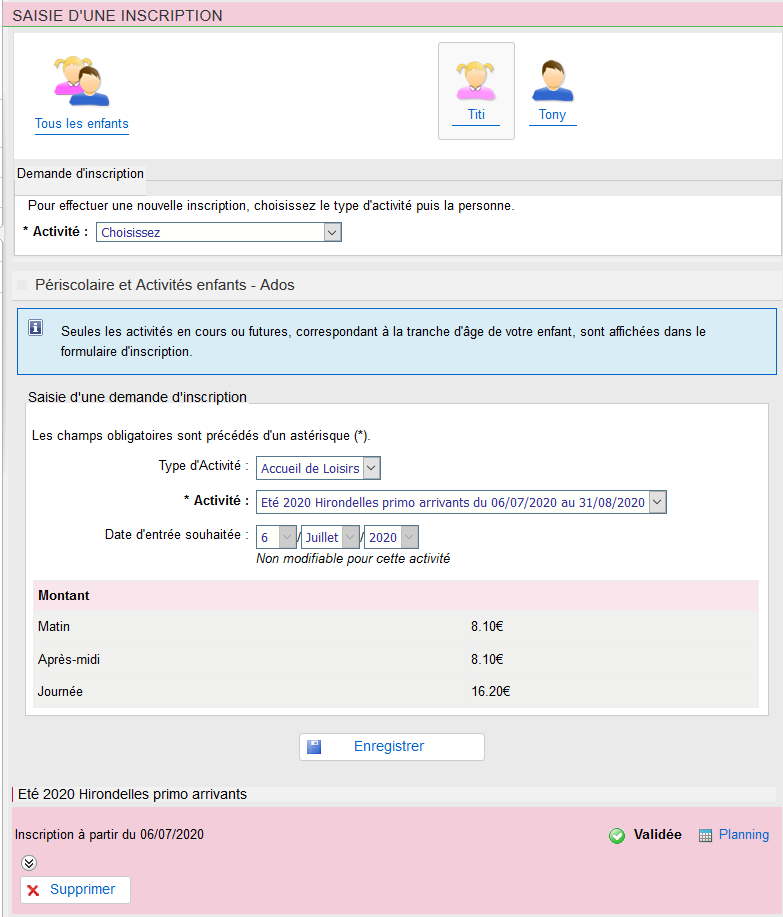 SAISIE D'UNE INSCRIPTION
Tous les enfants
Titi
Tony
Demande d'inscription
Pour effectuer une nouvelle inscription, choisissez le type d'activité puis la personne.
* Activité : Choisissez
Périscolaire et Activités enfants - Ados
Seules les activités en cours ou futures, correspondant à la tranche d'âge de votre enfant, sont affichées dans le
formulaire d'inscription.
Saisie d'une demande d'inscription
Les champs obligatoires sont précédés d'un astérisque (*).
Type d'Activité : Accueil de Loisirs
* Activité : Eté 2020 Hirondelles primo arrivants du 06/07/2020 au 31/08/2020
Date d'entrée souhaitée : 6 / Juillet / 2020
Non modifiable pour cette activité
Montant
Matin 8.10€
Après-midi 8.10€
Journée 16.20€
Enregistrer
Eté 2020 Hirondelles primo arrivants
Inscription à partir du 06/07/2020 Validée Planning
Supprimer